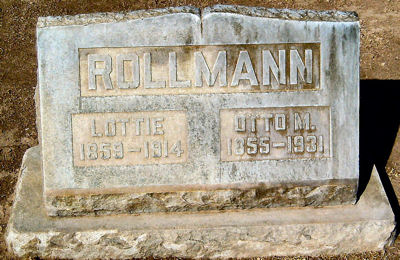 ROLLMANN
LOTTIE
1859-1914
OTTO M.
1855-1931